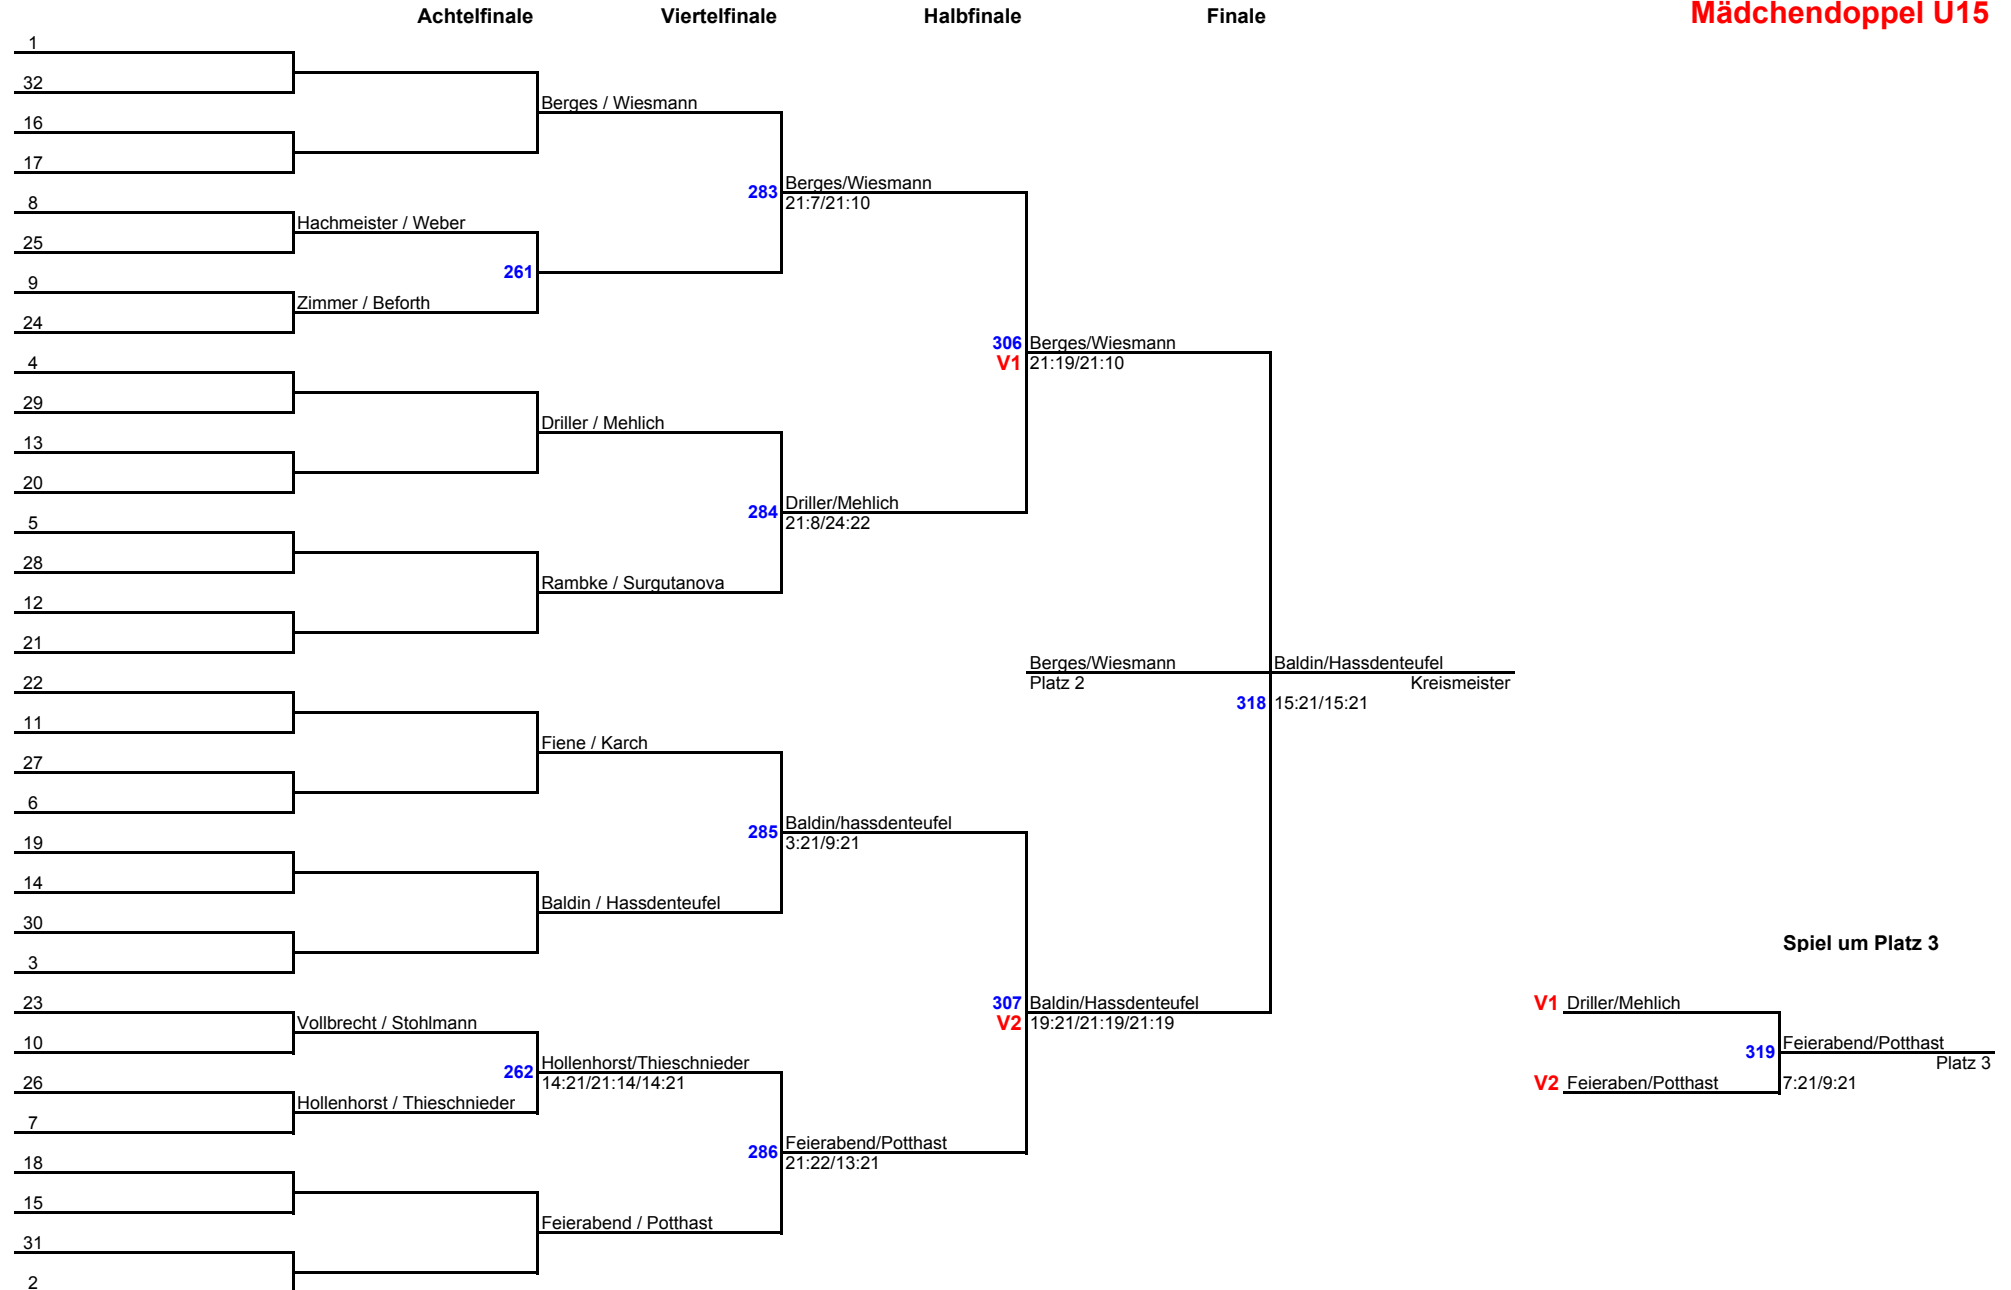 Achtelfinale Viertelfinale Halbfinale Finale Mädchendoppel U15
1
32
Berges / Wiesmann
16
17
283 Berges/Wiesmann
21:7/21:10
8
Hachmeister / Weber
25
261
9
Zimmer / Beforth
24
306 Berges/Wiesmann
V1 21:19/21:10
4
29
Driller / Mehlich
13
20
284 Driller/Mehlich
21:8/24:22
5
28
Rambke / Surgutanova
12
21
Berges/Wiesmann Baldin/Hassdenteufel
Platz 2 Kreismeister
318 15:21/15:21
22
11
Fiene / Karch
27
6
285 Baldin/hassdenteufel
3:21/9:21
19
14
Baldin / Hassdenteufel
30
3
Spiel um Platz 3
23
307 Baldin/Hassdenteufel
V1 Driller/Mehlich
Vollbrecht / Stohlmann
V2 19:21/21:19/21:19
10
262 Hollenhorst/Thieschnieder
14:21/21:14/14:21
319 Feierabend/Potthast
Platz 3
26
V2 Feieraben/Potthast 7:21/9:21
Hollenhorst / Thieschnieder
7
286 Feierabend/Potthast
21:22/13:21
18
15
Feierabend / Potthast
31
2